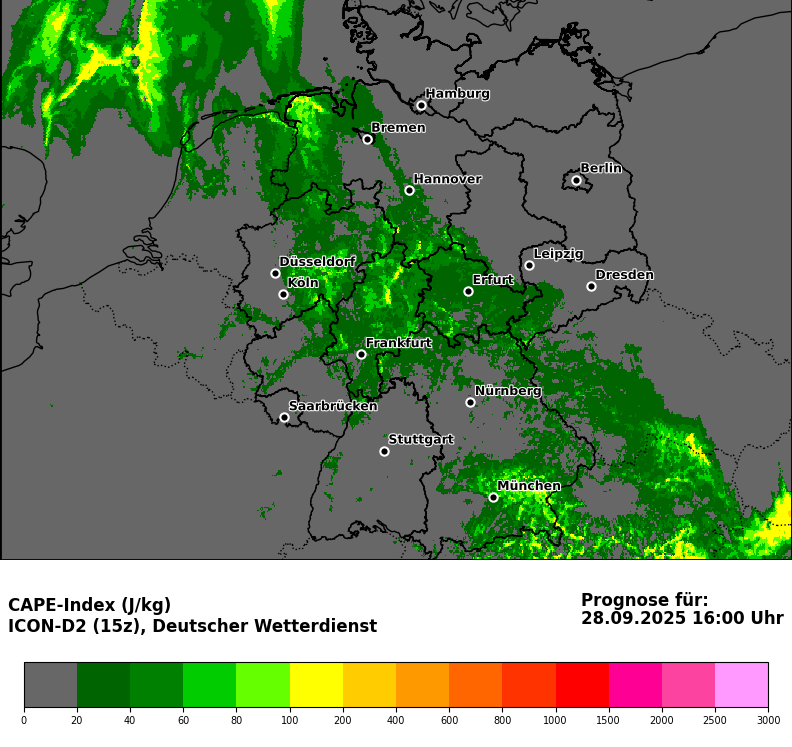 Hamburg
Bremen
Berlin
Hannover
Leipzig
Düsseldorf
Dresden
Köln
Erfurt
Frankfurt
Nürnberg
Saarbrücken
Stuttgart
München
CAPE-Index (J/kg)
ICON-D2 (15z), Deutscher Wetterdienst
Prognose für:
28.09.2025 16:00 Uhr
0 20 40 60 80 100 200 400 600 800 1000 1500 2000 2500 3000